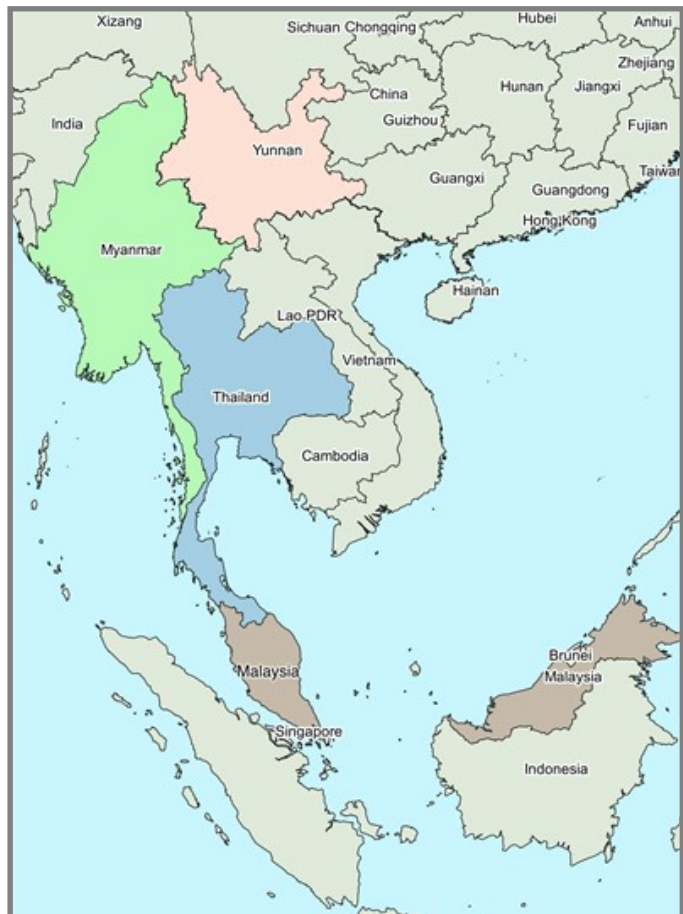 Xizang
Sichuan Chongqing
Hubei
Anhui
Zhejiang
China
Hunan
Jiangxi
India
Guizhou
Fujian
Yunnan
Taiwan
Guangxi
Guangdong
Hong Kong
Myanmar
Hainan
Lao PDR
Vietnam
Thailand
Cambodia
Brunei
Malaysia
Malaysia
Singapore
Indonesia